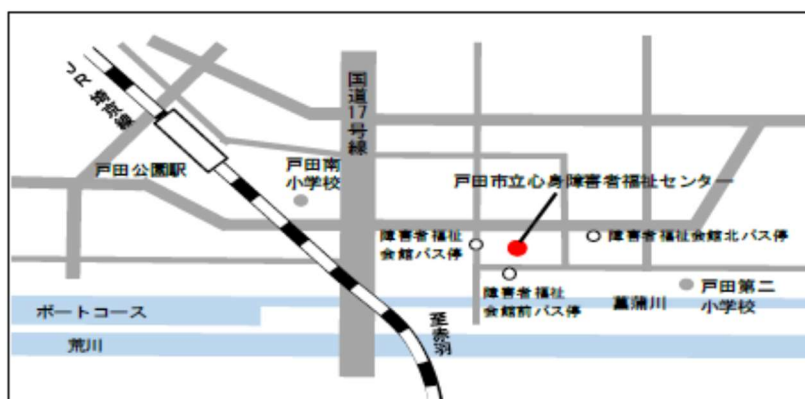 JR 埼京線
国道17号線
戸田公園駅
戸田南
小学校
戸田市立心身障害者福祉センター
障害者福祉
会館バス停
障害者福祉会館北バス停
障害者福祉
会館前バス停
戸田第二
小学校
菖蒲川
ボートコース
荒川
至赤羽